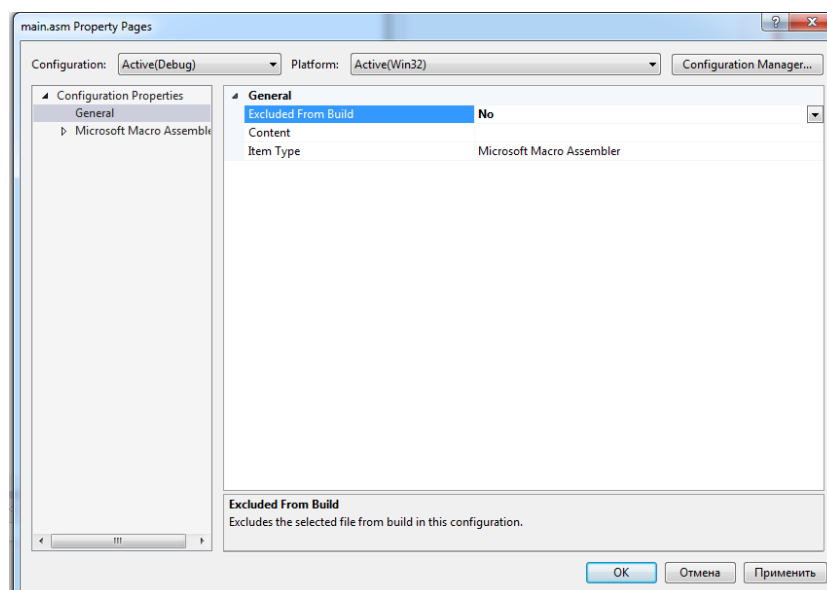 main.asm Property Pages
Configuration: Active(Debug) Platform: Active(Win32) Configuration Manager...
Configuration Properties
General
Microsoft Macro Assemble
General
Excluded From Build No
Content
Item Type Microsoft Macro Assembler
Excluded From Build
Excludes the selected file from build in this configuration.
OK Отмена Применить